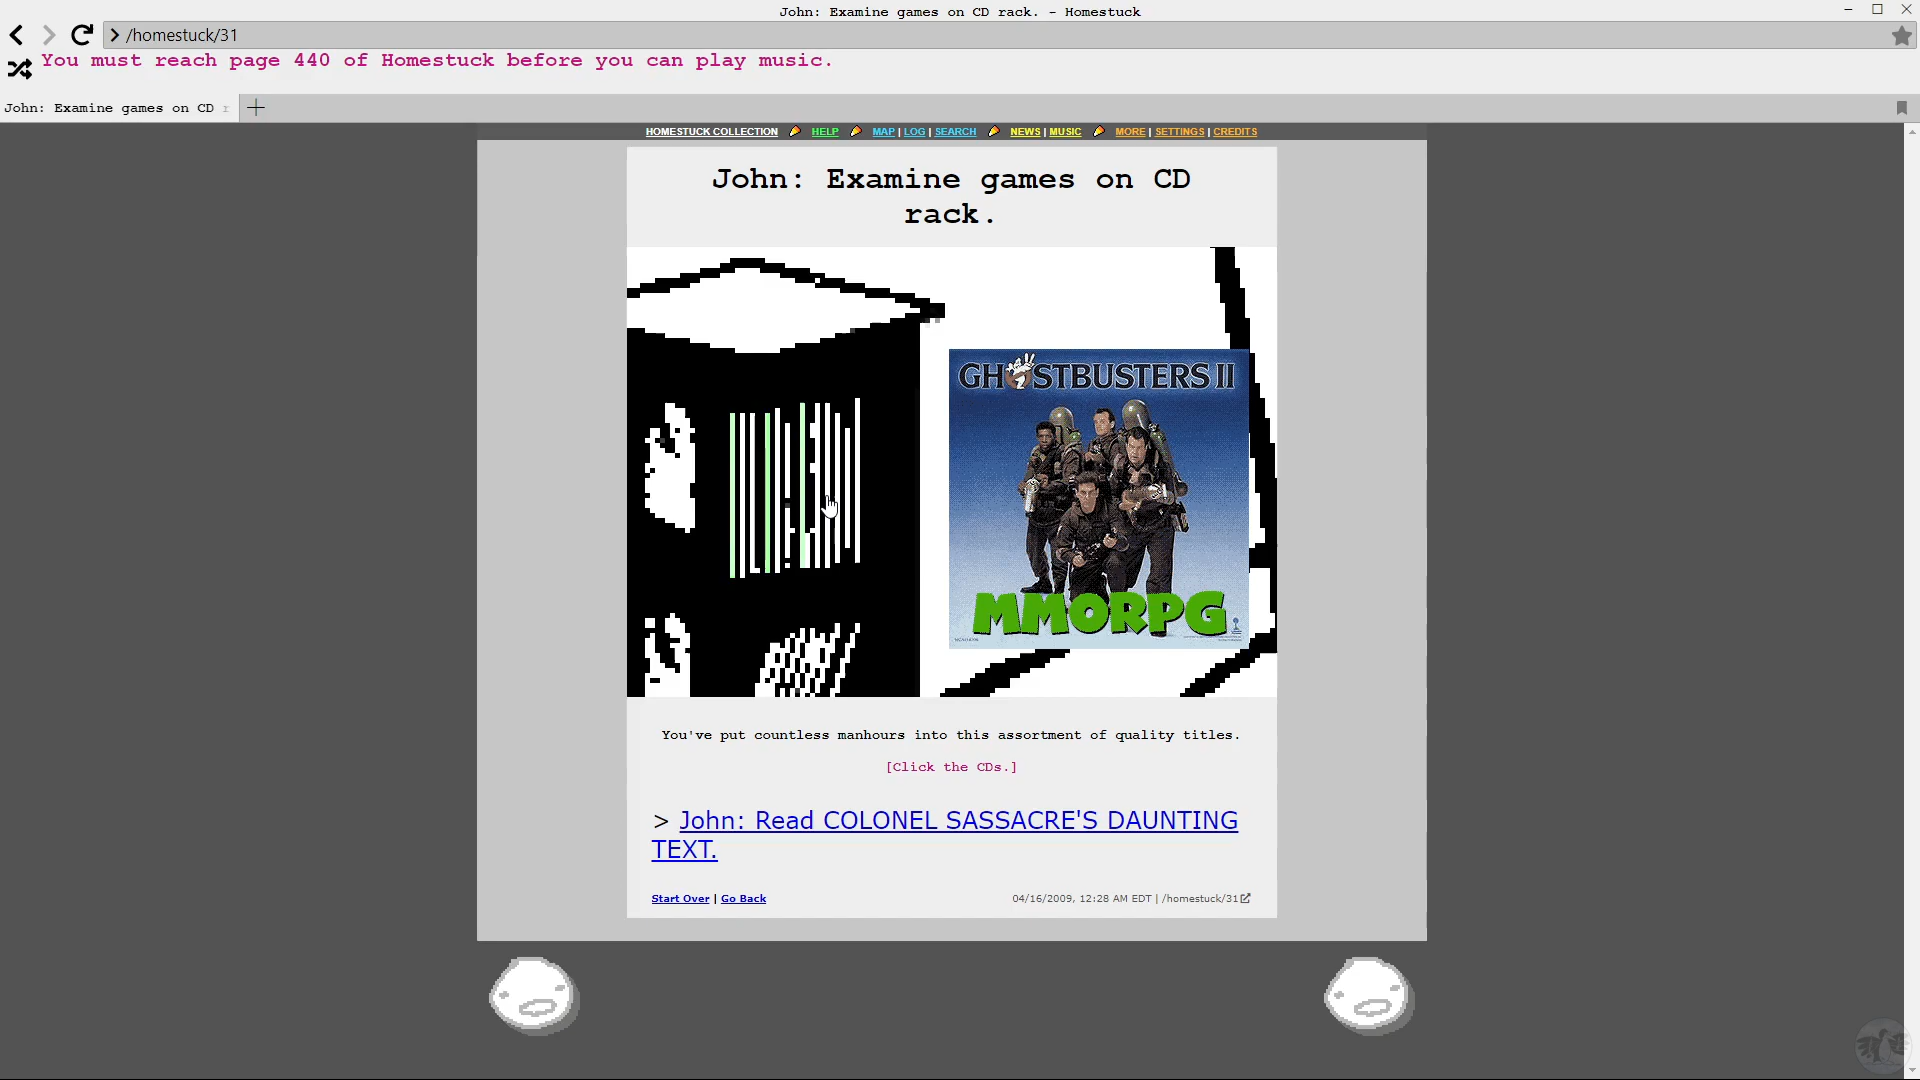 John: Examine games on CD rack. - Homestuck
/homestuck/31
You must reach page 440 of Homestuck before you can play music.
John: Examine games on CD r
HOMESTUCK COLLECTION HELP MAP | LOG | SEARCH NEWS | MUSIC MORE | SETTINGS | CREDITS
John: Examine games on CD
rack.
GHOSTBUSTERS II
MMORPG
You've put countless manhours into this assortment of quality titles.
[Click the CDs.]
> John: Read COLONEL SASSACRE'S DAUNTING
TEXT.
Start Over | Go Back 04/16/2009, 12:28 AM EDT | /homestuck/31